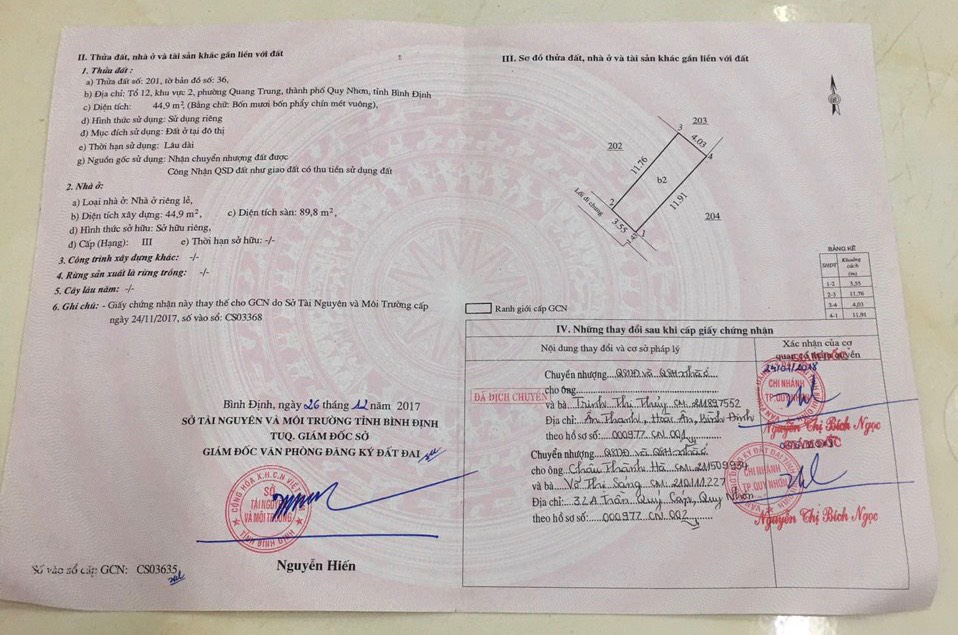 II. Thửa đất, nhà ở và tài sản khác gắn liền với đất
1. Thửa đất :
a) Thửa đất số: 201, tờ bản đồ số: 36,
b) Địa chỉ: Tổ 12, khu vực 2, phường Quang Trung, thành phố Quy Nhơn, tỉnh Bình Định
c) Diện tích: 44,9 m², (Bằng chữ: Bốn mươi bốn phẩy chín mét vuông),
d) Hình thức sử dụng: Sử dụng riêng
đ) Mục đích sử dụng: Đất ở tại đô thị
e) Thời hạn sử dụng: Lâu dài
g) Nguồn gốc sử dụng: Nhận chuyển nhượng đất được
Công Nhận QSD đất như giao đất có thu tiền sử dụng đất
2. Nhà ở:
a) Loại nhà ở: Nhà ở riêng lẻ,
b) Diện tích xây dựng: 44,9 m², c) Diện tích sàn: 89,8 m²,
d) Hình thức sở hữu: Sở hữu riêng,
đ) Cấp (Hạng): III e) Thời hạn sở hữu: -/-
3. Công trình xây dựng khác: -/-
4. Rừng sản xuất là rừng trồng: -/-
5. Cây lâu năm: -/-
6. Ghi chú: - Giấy chứng nhận này thay thế cho GCN do Sở Tài Nguyên và Môi Trường cấp
ngày 24/11/2017, số vào sổ: CS03368
Bình Định, ngày 26 tháng 12 năm 2017
SỞ TÀI NGUYÊN VÀ MÔI TRƯỜNG TỈNH BÌNH ĐỊNH
TUQ. GIÁM ĐỐC SỞ
GIÁM ĐỐC VĂN PHÒNG ĐĂNG KÝ ĐẤT ĐAI
SỞ
TÀI NGUYÊN
VÀ MÔI TRƯỜNG
Nguyễn Hiến
Số vào sổ cấp GCN: CS03635
III. Sơ đồ thửa đất, nhà ở và tài sản khác gắn liền với đất
203
3
4.03
4
202
11.76
b2
11.91
204
Lối đi chung
2
3.55
1
1.45
BẢNG KÊ
SHĐT Khoảng cách (m)
1-2 3,55
2-3 11,76
3-4 4,03
4-1 11,91
Ranh giới cấp GCN
IV. Những thay đổi sau khi cấp giấy chứng nhận
Nội dung thay đổi và cơ sở pháp lý
Xác nhận của cơ
quan có thẩm quyền
Chuyển nhượng QSDĐ và QSH nhà ở
cho ông
ĐÃ DỊCH CHUYỂN
và bà Trịnh Thị Thủy CM 211897552
Địa chỉ: Ân Thạnh, Hoài Ân, Bình Định
theo hồ sơ số: 000977.CN.001
CHI NHÁNH
TP.QUY NHƠN
Nguyễn Thị Bích Ngọc
Chuyển nhượng QSDĐ và QSH nhà ở
cho ông Châu Thành Hà CM 211509934
và bà Võ Thị Sáng CM 210111227
Địa chỉ: 32A Trần Quý Cáp, Quy Nhơn
theo hồ sơ số: 000977.CN.002
CHI NHÁNH
TP.QUY NHƠN
Nguyễn Thị Bích Ngọc